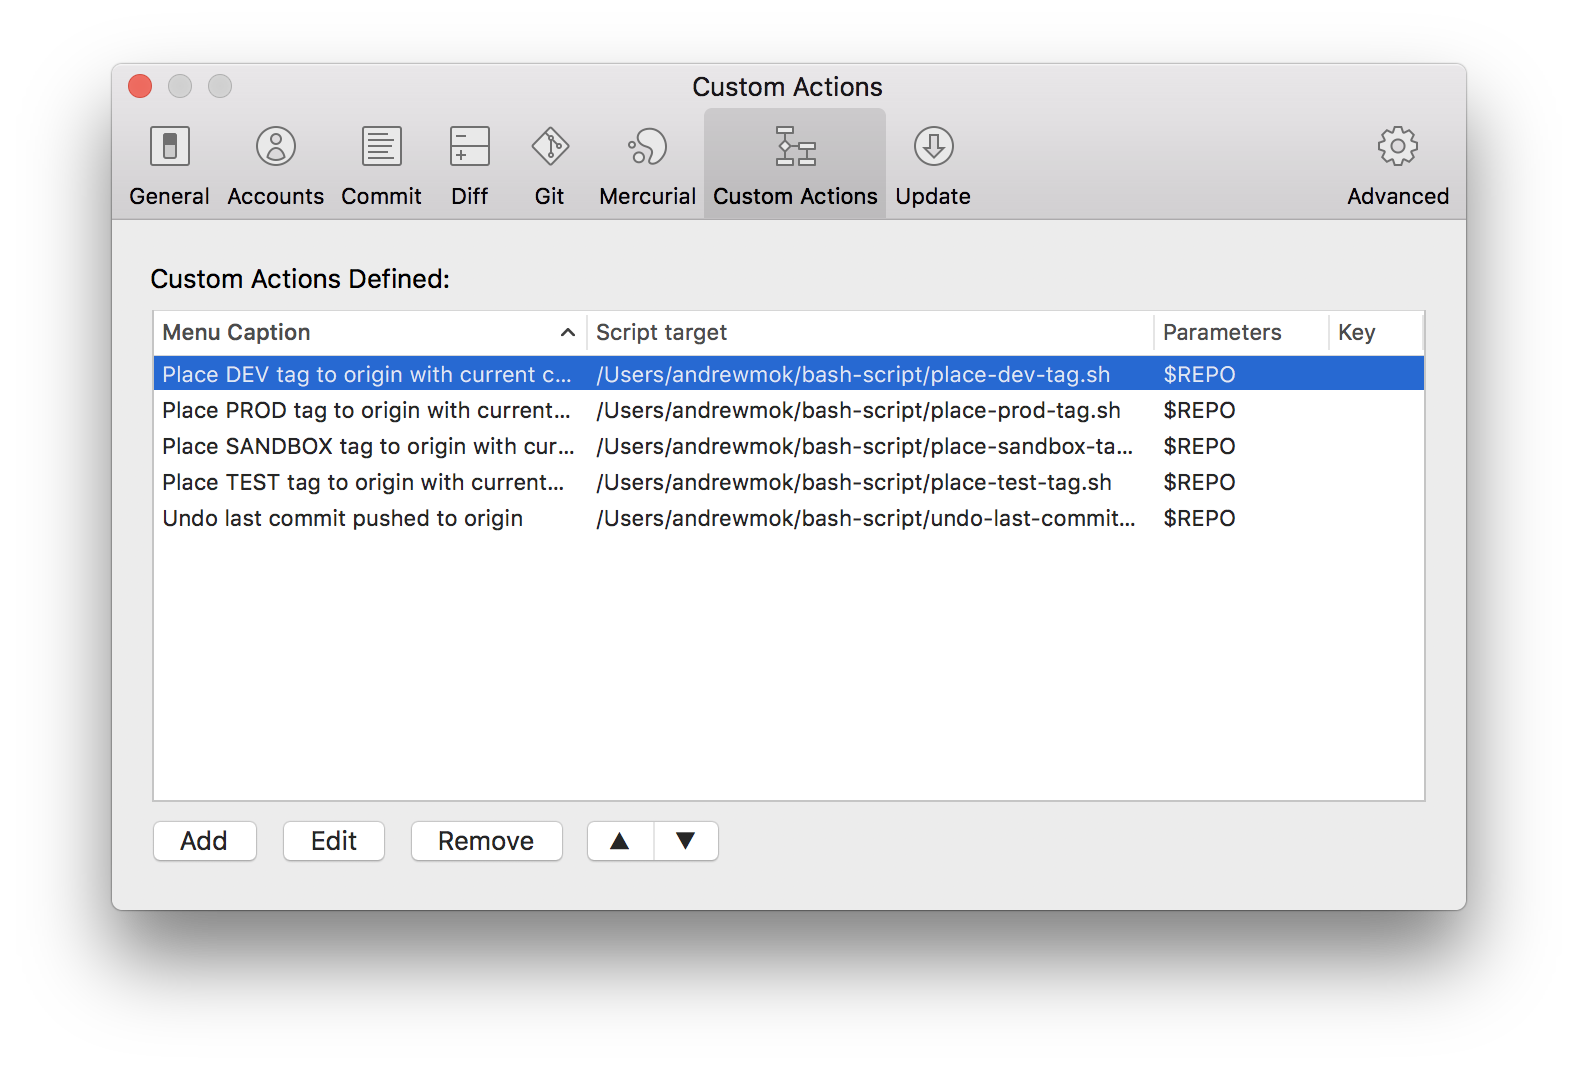 Custom Actions
General Accounts Commit Diff Git Mercurial Custom Actions Update Advanced
Custom Actions Defined:
Menu Caption Script target Parameters Key
Place DEV tag to origin with current c... /Users/andrewmok/bash-script/place-dev-tag.sh $REPO
Place PROD tag to origin with current... /Users/andrewmok/bash-script/place-prod-tag.sh $REPO
Place SANDBOX tag to origin with cur... /Users/andrewmok/bash-script/place-sandbox-ta... $REPO
Place TEST tag to origin with current... /Users/andrewmok/bash-script/place-test-tag.sh $REPO
Undo last commit pushed to origin /Users/andrewmok/bash-script/undo-last-commit... $REPO
Add Edit Remove ▲ ▼